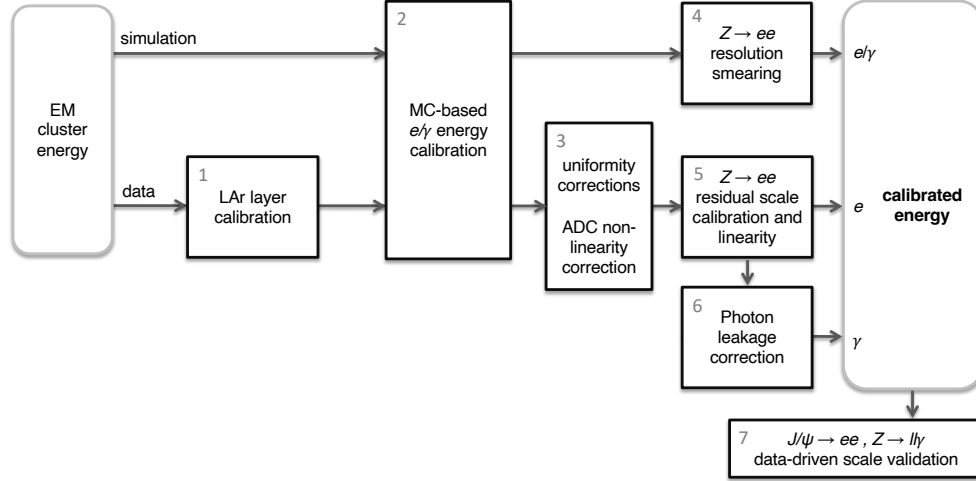 EM
cluster
energy
simulation
data
1
LAr layer
calibration
2
MC-based
e/γ energy
calibration
3
uniformity
corrections
ADC non-
linearity
correction
4
Z → ee
resolution
smearing
5
Z → ee
residual scale
calibration and
linearity
6
Photon
leakage
correction
e/γ
e
γ
calibrated
energy
7
J/ψ → ee , Z → llγ
data-driven scale validation